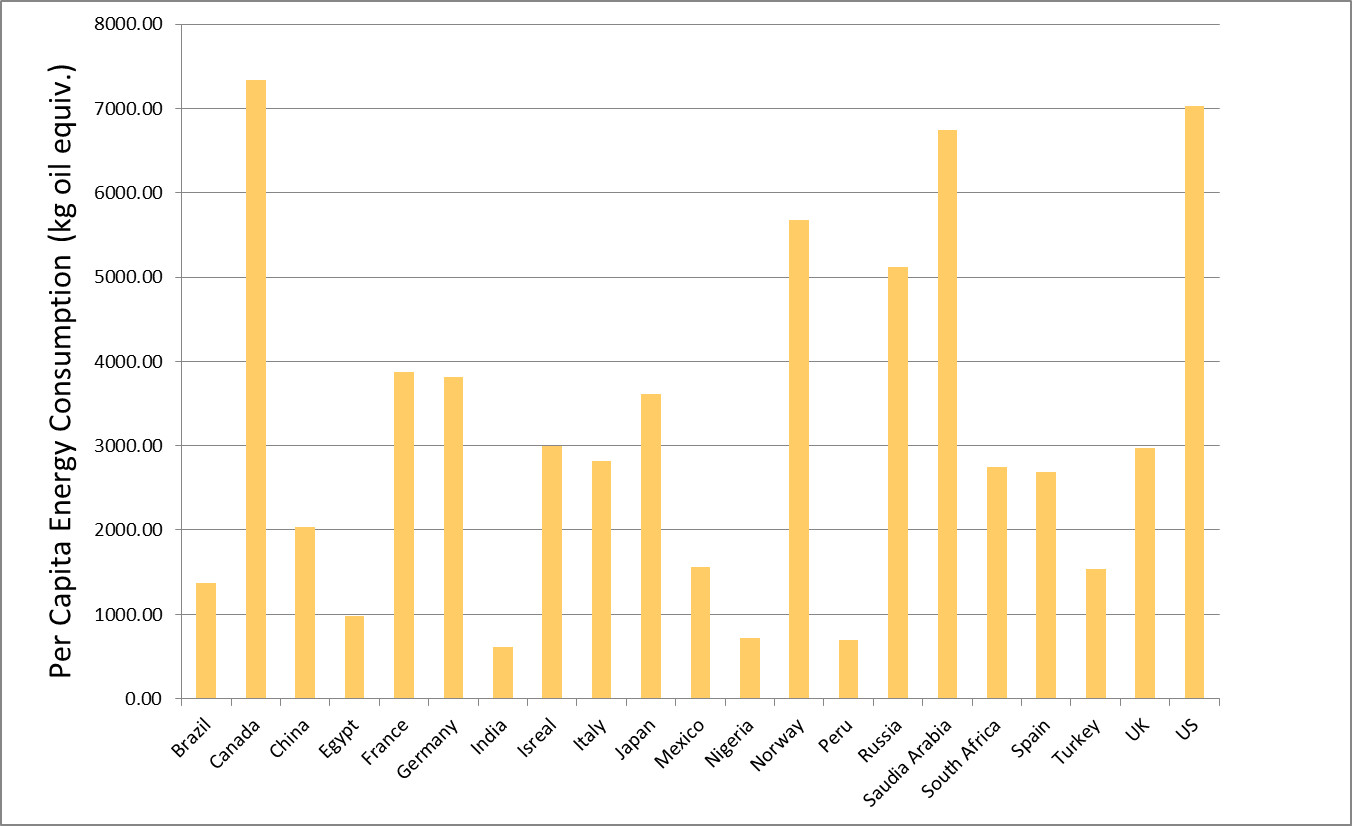 Per Capita Energy Consumption (kg oil equiv.)
8000.00
7000.00
6000.00
5000.00
4000.00
3000.00
2000.00
1000.00
0.00
Brazil
Canada
China
Egypt
France
Germany
India
Isreal
Italy
Japan
Mexico
Nigeria
Norway
Peru
Russia
Saudia Arabia
South Africa
Spain
Turkey
UK
US